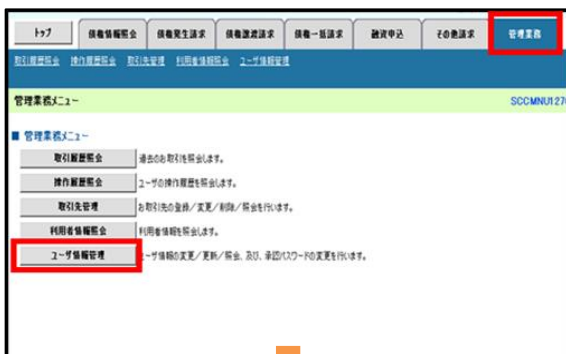 トップ 債権情報照会 債権発生請求 債権譲渡請求 債権一括請求 融資申込 その他請求 管理業務
取引履歴照会 操作履歴照会 取引先管理 利用者情報照会 ユーザ情報管理
管理業務メニュー SCCMNU127
■ 管理業務メニュー
取引履歴照会 過去のお取引を照会します。
操作履歴照会 ユーザの操作履歴を照会します。
取引先管理 お取引先の登録/変更/削除/照会を行います。
利用者情報照会 利用者情報を照会します。
ユーザ情報管理 ユーザ情報の変更/更新/照会、及び、承認パスワードの変更を行います。